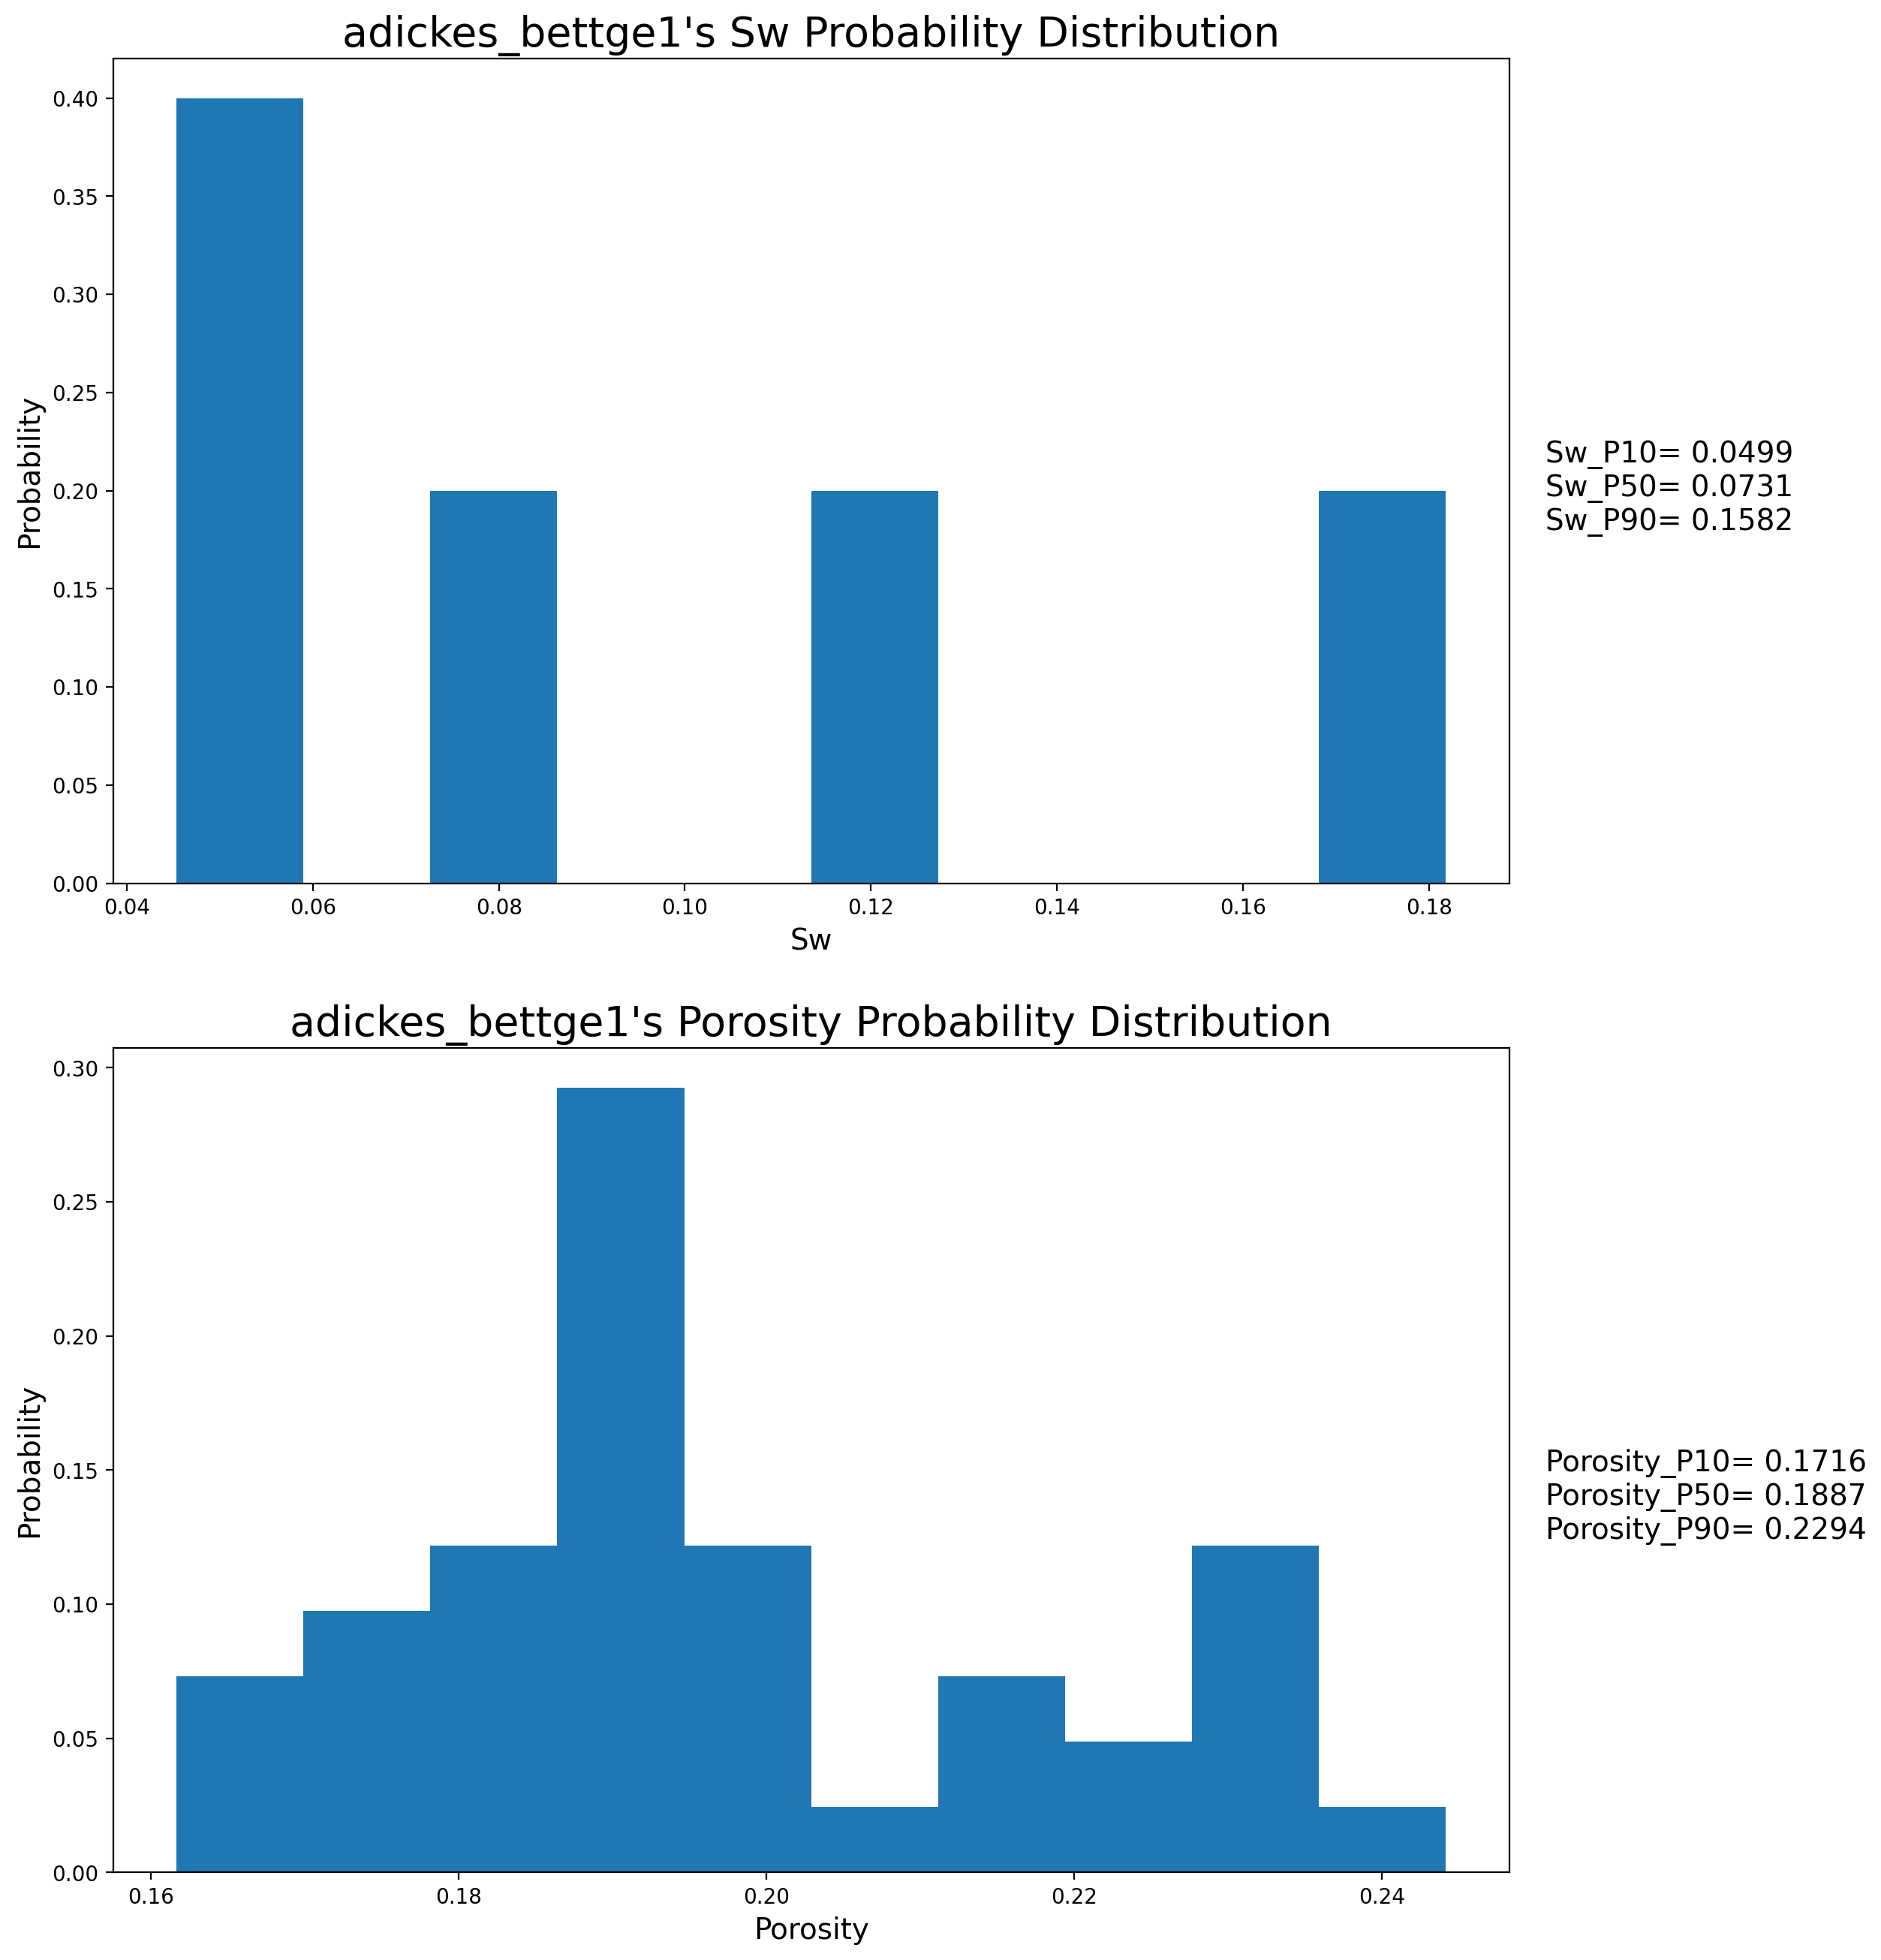 adickes_bettge1's Sw Probability Distribution
0.40
0.35
0.30
0.25
0.20
0.15
0.10
0.05
0.00
Probability
0.04 0.06 0.08 0.10 0.12 0.14 0.16 0.18
Sw
Sw_P10= 0.0499
Sw_P50= 0.0731
Sw_P90= 0.1582
adickes_bettge1's Porosity Probability Distribution
0.30
0.25
0.20
0.15
0.10
0.05
0.00
Probability
0.16 0.18 0.20 0.22 0.24
Porosity
Porosity_P10= 0.1716
Porosity_P50= 0.1887
Porosity_P90= 0.2294